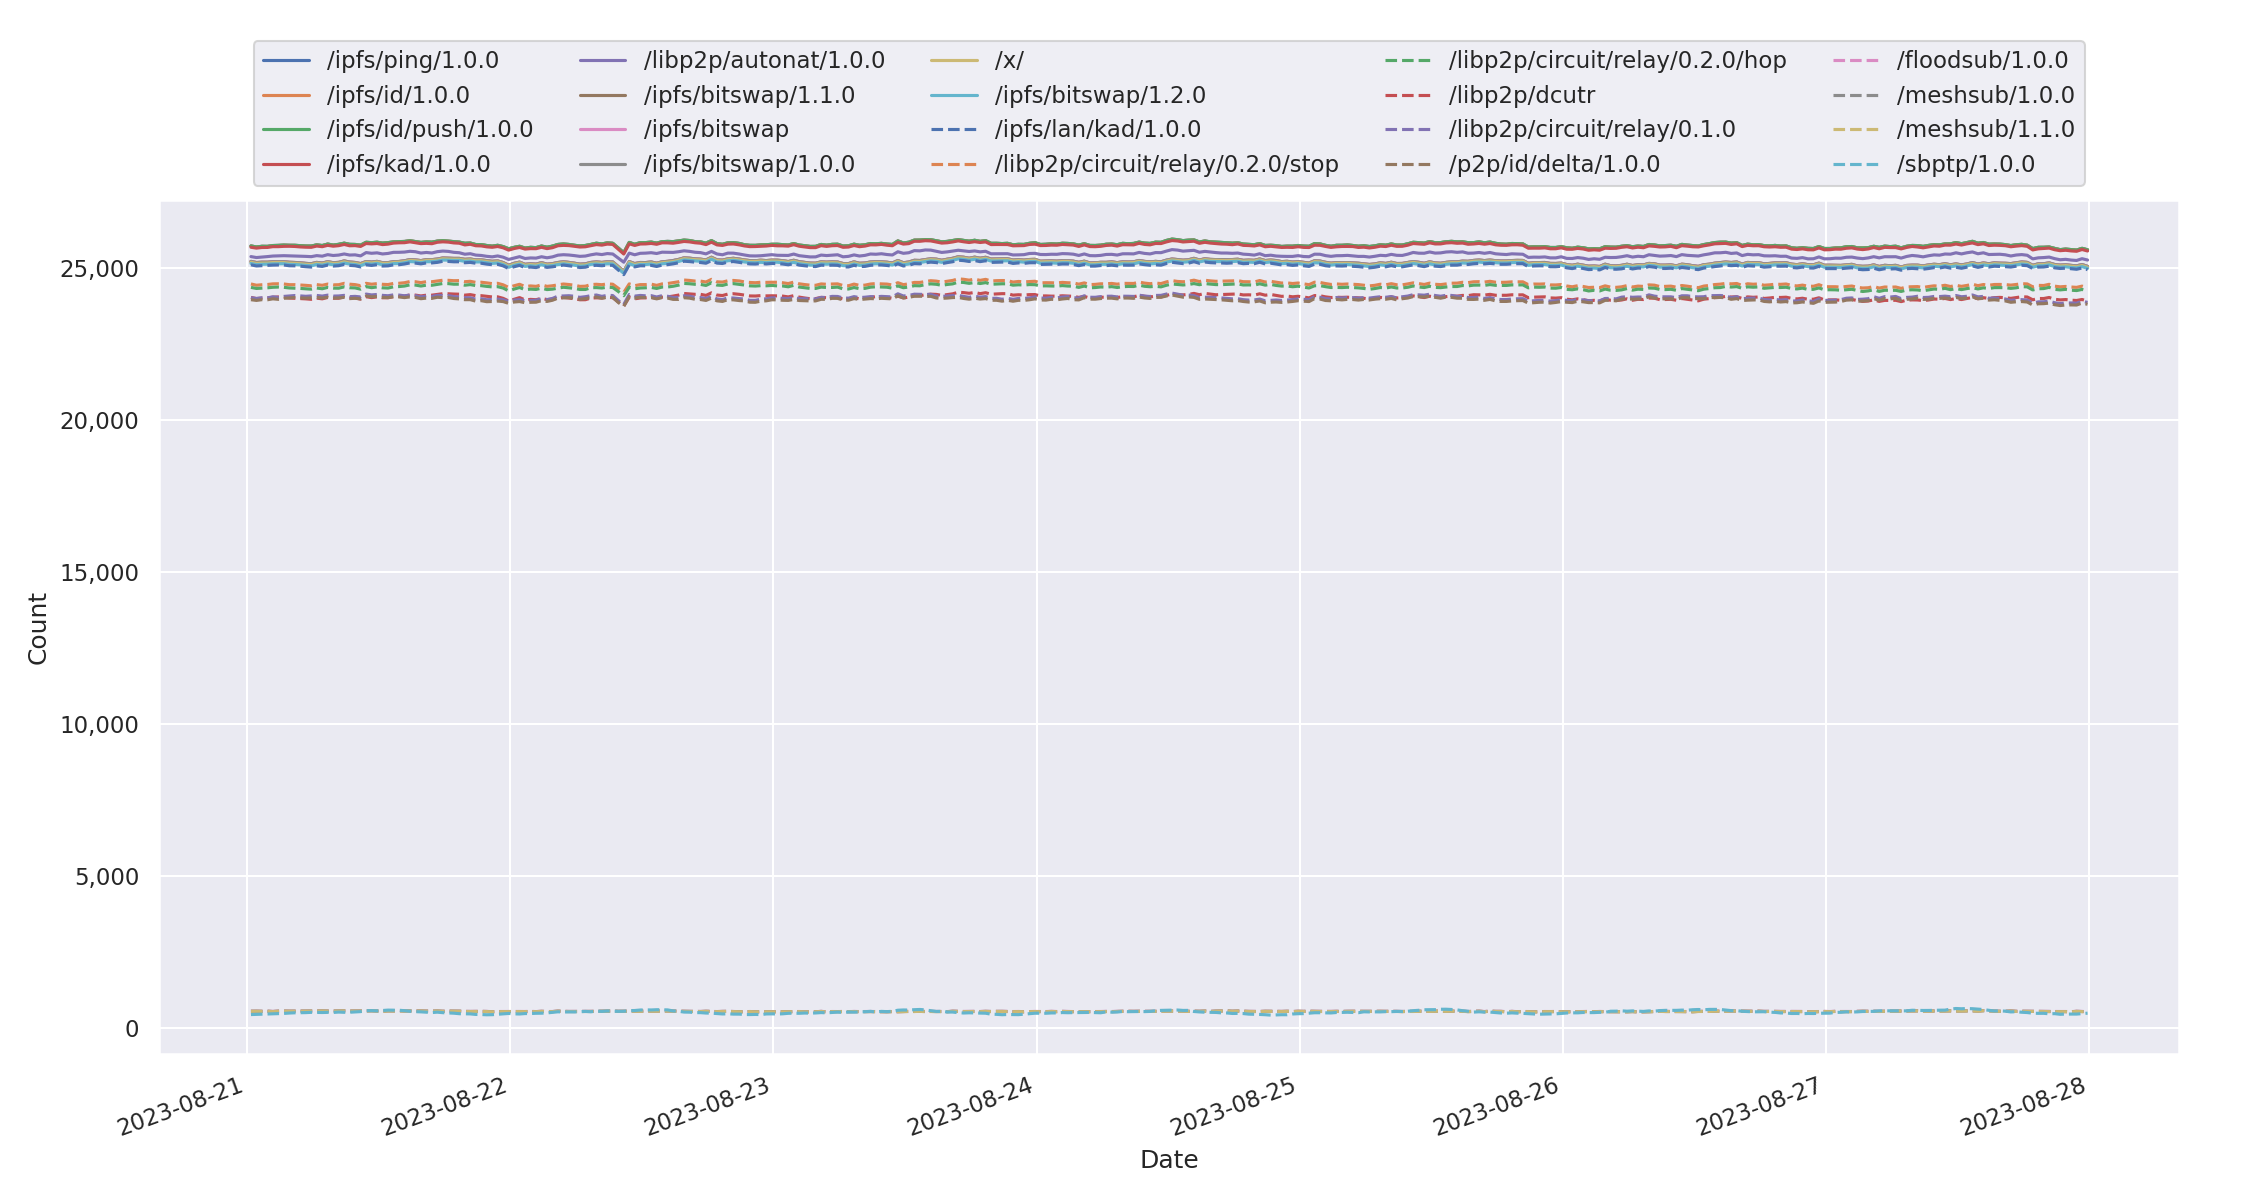 /ipfs/ping/1.0.0
/ipfs/id/1.0.0
/ipfs/id/push/1.0.0
/ipfs/kad/1.0.0
/libp2p/autonat/1.0.0
/ipfs/bitswap/1.1.0
/ipfs/bitswap
/ipfs/bitswap/1.0.0
/x/
/ipfs/bitswap/1.2.0
/ipfs/lan/kad/1.0.0
/libp2p/circuit/relay/0.2.0/stop
/libp2p/circuit/relay/0.2.0/hop
/libp2p/dcutr
/libp2p/circuit/relay/0.1.0
/p2p/id/delta/1.0.0
/floodsub/1.0.0
/meshsub/1.0.0
/meshsub/1.1.0
/sbptp/1.0.0
25,000
20,000
15,000
10,000
5,000
0
Count
2023-08-21
2023-08-22
2023-08-23
2023-08-24
2023-08-25
2023-08-26
2023-08-27
2023-08-28
Date